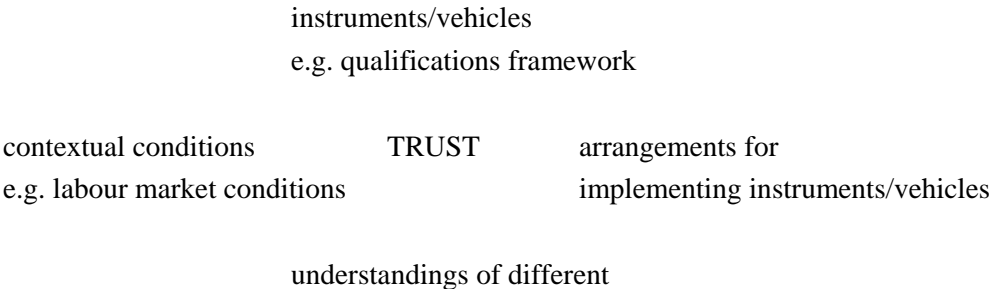 instruments/vehicles
e.g. qualifications framework
contextual conditions TRUST arrangements for
e.g. labour market conditions implementing instruments/vehicles
understandings of different